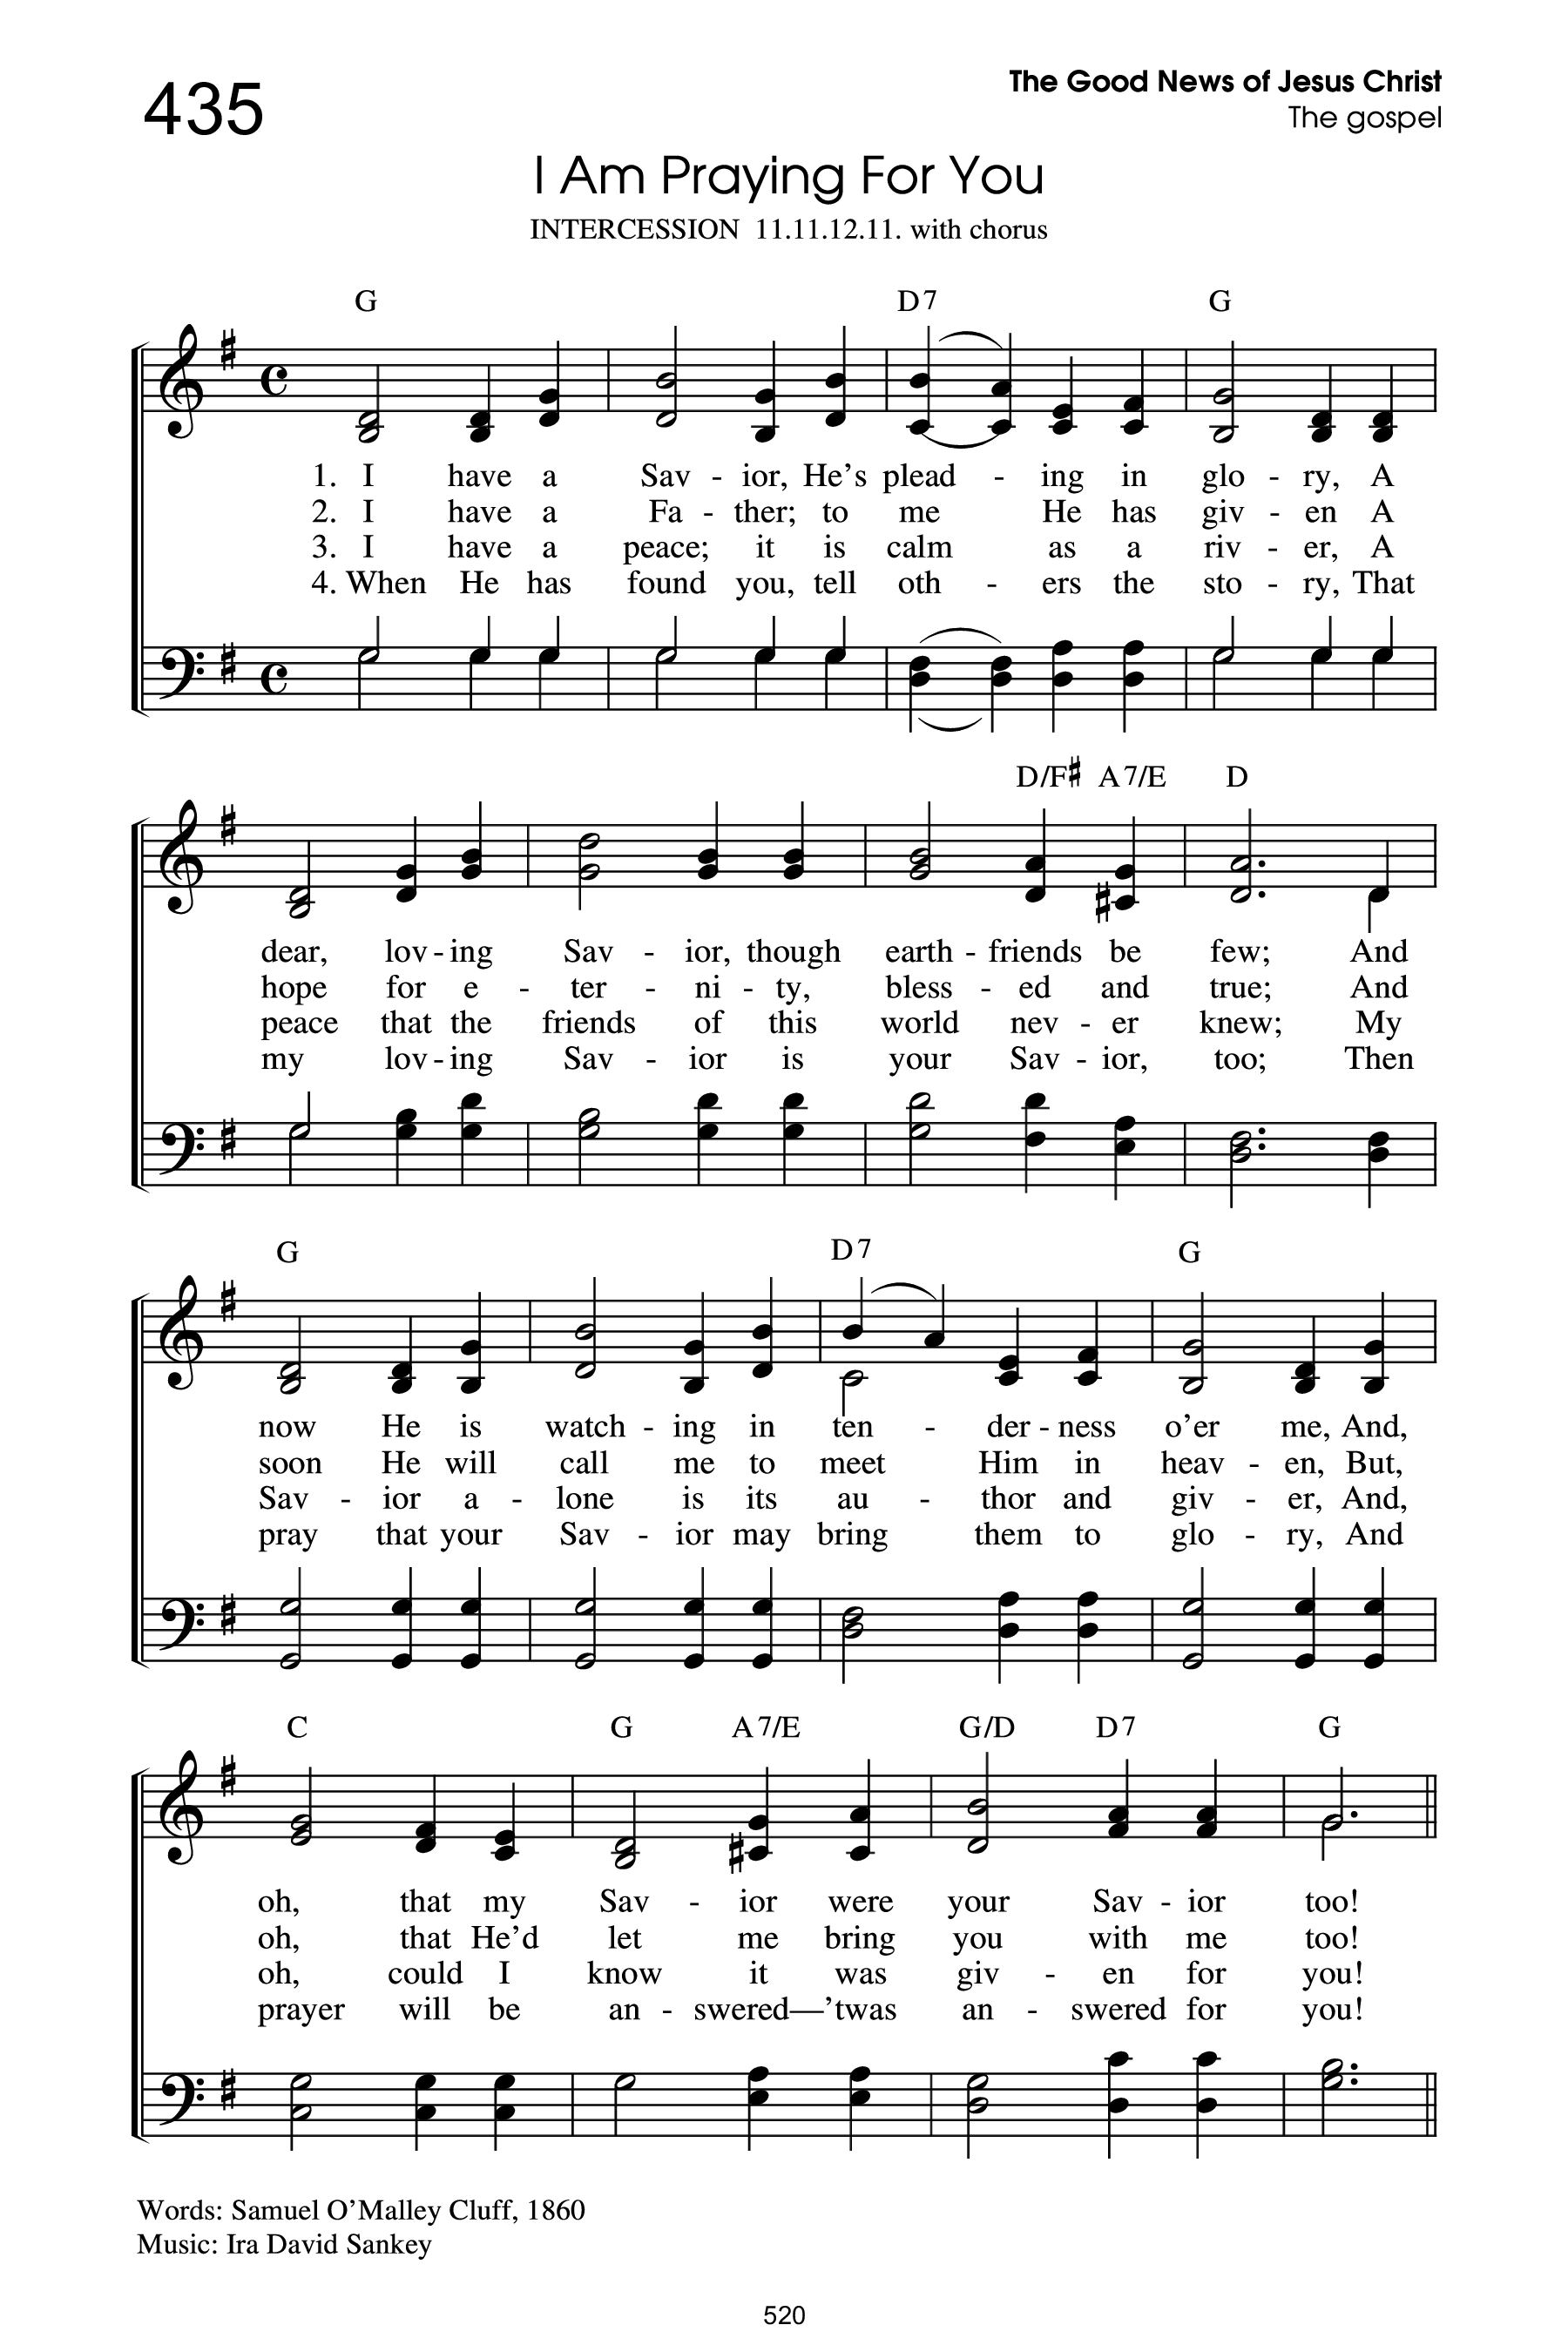 435
The Good News of Jesus Christ
The gospel
I Am Praying For You
INTERCESSION 11.11.12.11. with chorus
G D7 G
1. I have a Sav - ior, He's plead - ing in glo - ry, A
2. I have a Fa - ther; to me He has giv - en A
3. I have a peace; it is calm as a riv - er, A
4. When He has found you, tell oth - ers the sto - ry, That
D/F♯ A7/E D
dear, lov - ing Sav - ior, though earth - friends be few; And
hope for e - ter - ni - ty, bless - ed and true; And
peace that the friends of this world nev - er knew; My
my lov - ing Sav - ior is your Sav - ior, too; Then
G D7 G
now He is watch - ing in ten - der - ness o'er me, And,
soon He will call me to meet Him in heav - en, But,
Sav - ior a - lone is its au - thor and giv - er, And,
pray that your Sav - ior may bring them to glo - ry, And
C G A7/E G/D D7 G
oh, that my Sav - ior were your Sav - ior too!
oh, that He'd let me bring you with me too!
oh, could I know it was giv - en for you!
prayer will be an - swered—'twas an - swered for you!
Words: Samuel O'Malley Cluff, 1860
Music: Ira David Sankey
520